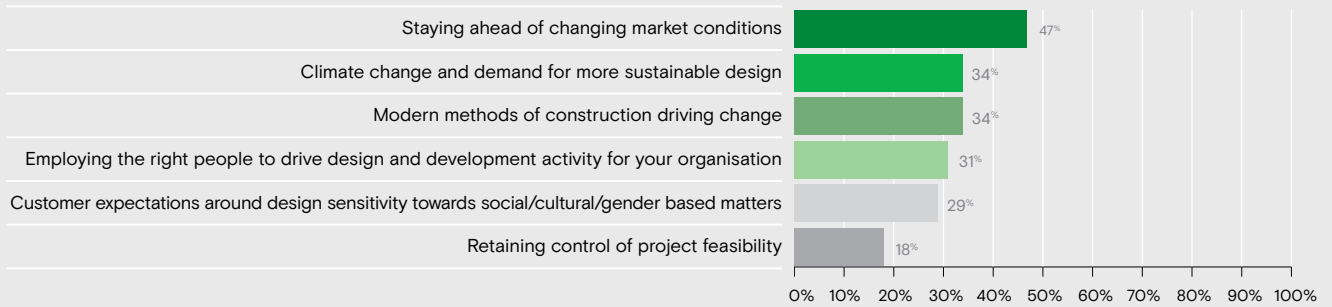 Staying ahead of changing market conditions 47%
Climate change and demand for more sustainable design 34%
Modern methods of construction driving change 34%
Employing the right people to drive design and development activity for your organisation 31%
Customer expectations around design sensitivity towards social/cultural/gender based matters 29%
Retaining control of project feasibility 18%
0% 10% 20% 30% 40% 50% 60% 70% 80% 90% 100%